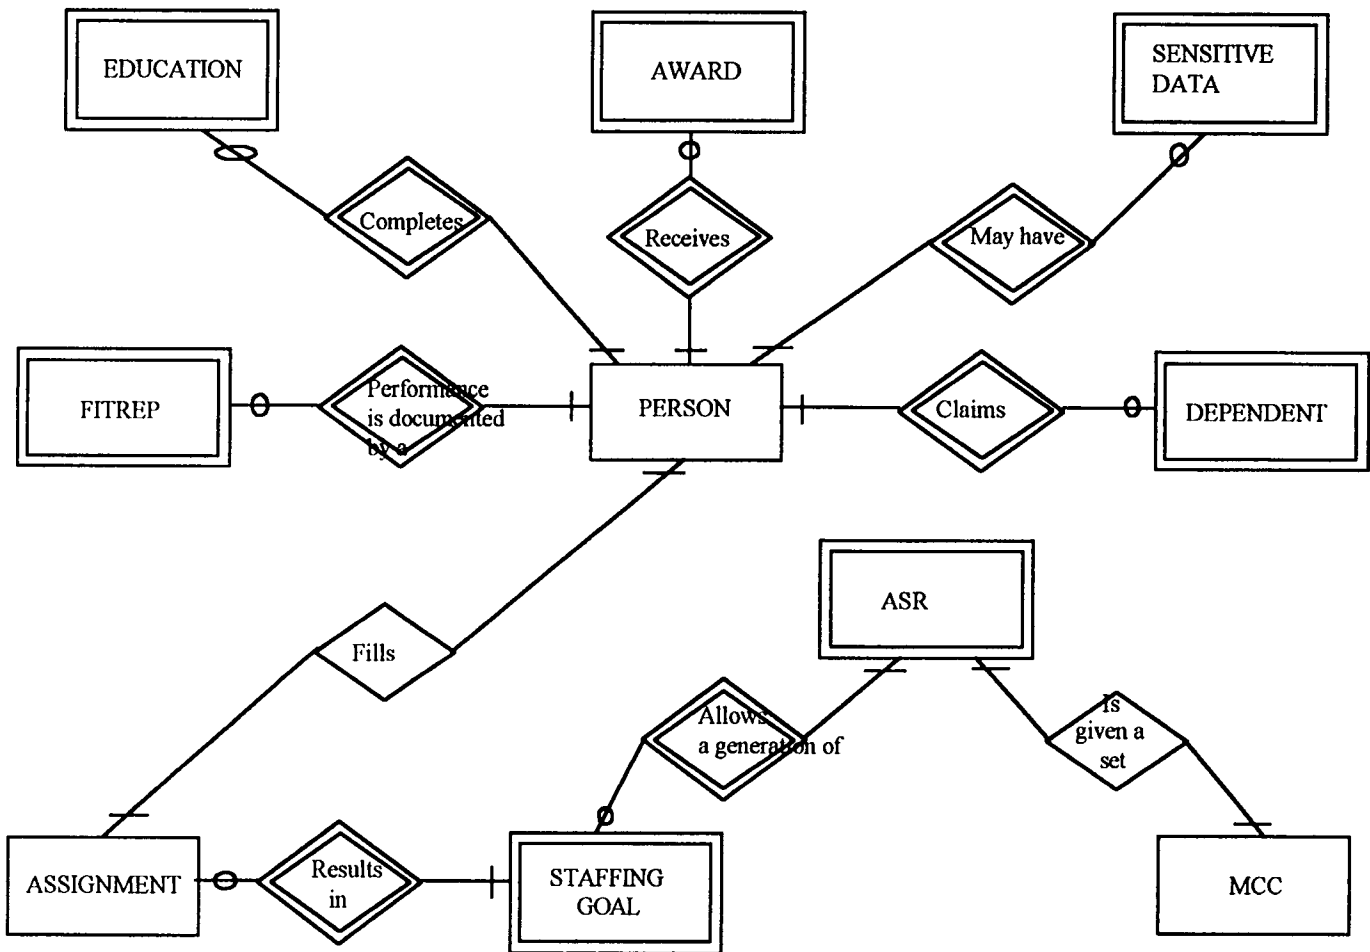 EDUCATION
AWARD
SENSITIVE
DATA
Completes
Receives
May have
FITREP
Performance
is documented
by a
PERSON
Claims
DEPENDENT
ASR
Fills
Allows
a generation of
Is
given a
set
ASSIGNMENT
Results
in
STAFFING
GOAL
MCC